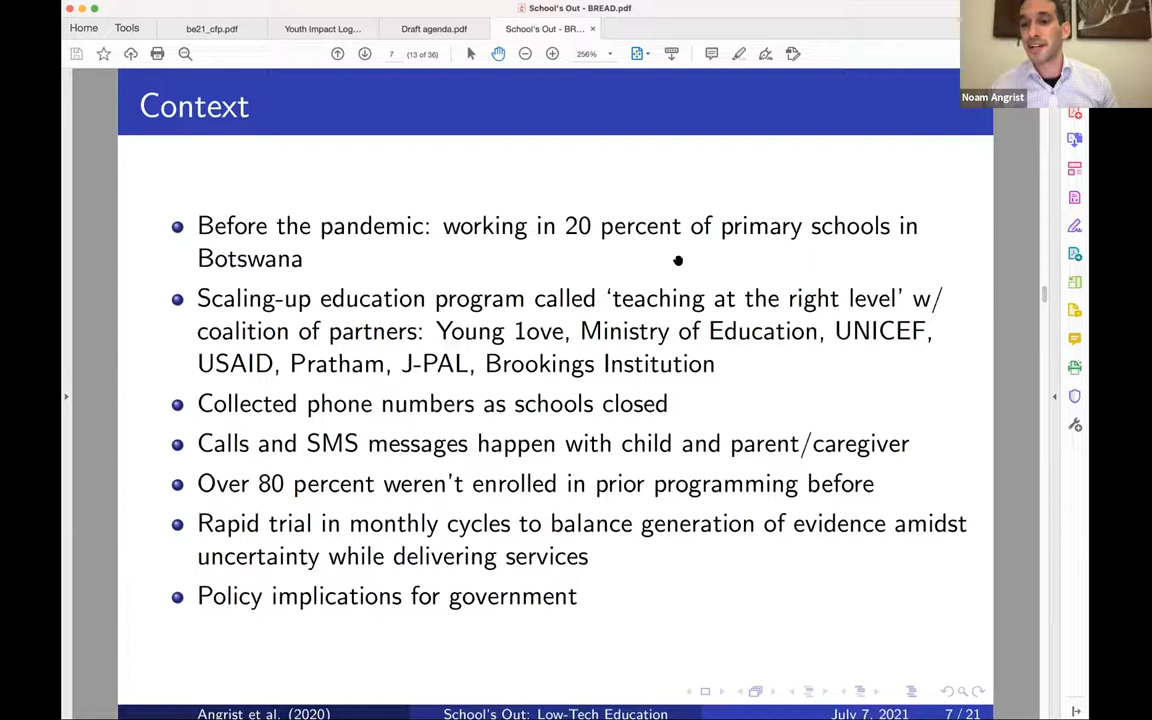 School's Out - BREAD.pdf
Home
Tools
be21_cfp.pdf
Youth Impact Log...
Draft agenda.pdf
School's Out - BR...
7
(13 of 36)
256%
Noam Angrist
Context
Before the pandemic: working in 20 percent of primary schools in
Botswana
Scaling-up education program called ‘teaching at the right level’ w/
coalition of partners: Young 1ove, Ministry of Education, UNICEF,
USAID, Pratham, J-PAL, Brookings Institution
Collected phone numbers as schools closed
Calls and SMS messages happen with child and parent/caregiver
Over 80 percent weren't enrolled in prior programming before
Rapid trial in monthly cycles to balance generation of evidence amidst
uncertainty while delivering services
Policy implications for government
Angrist et al. (2020)
School's Out: Low-Tech Education
July 7, 2021
7 / 21